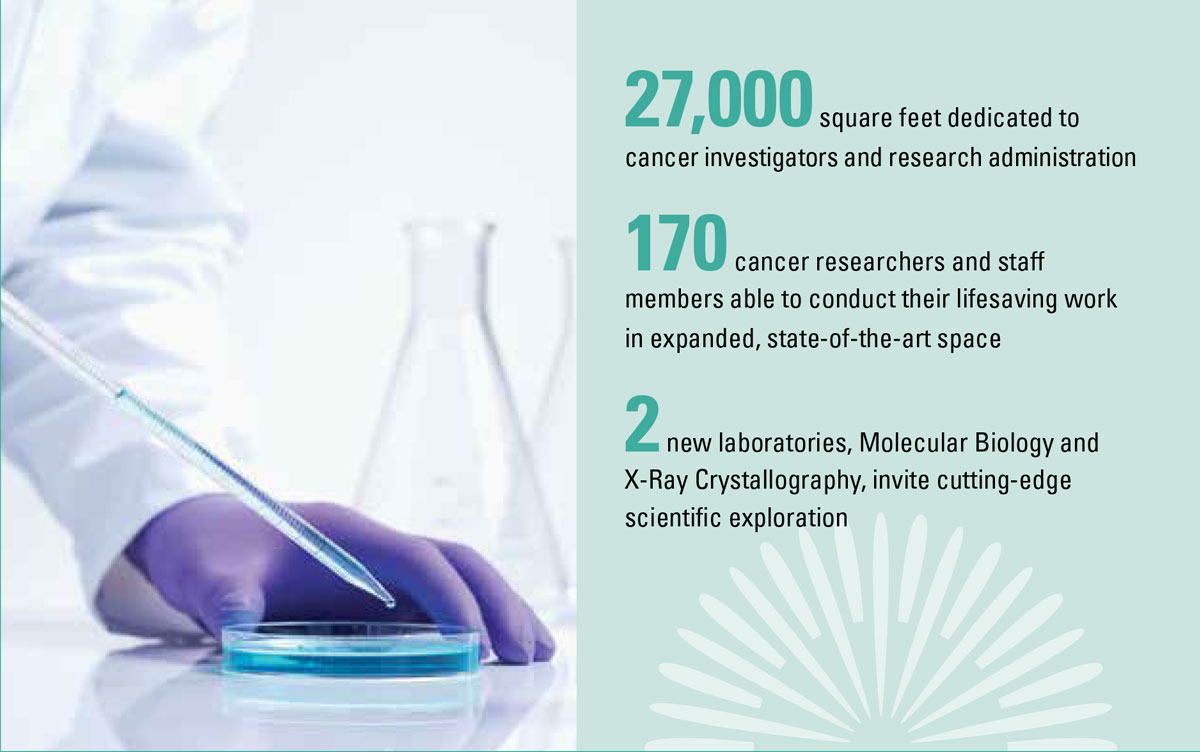 27,000 square feet dedicated to
cancer investigators and research administration
170 cancer researchers and staff
members able to conduct their lifesaving work
in expanded, state-of-the-art space
2 new laboratories, Molecular Biology and
X-Ray Crystallography, invite cutting-edge
scientific exploration